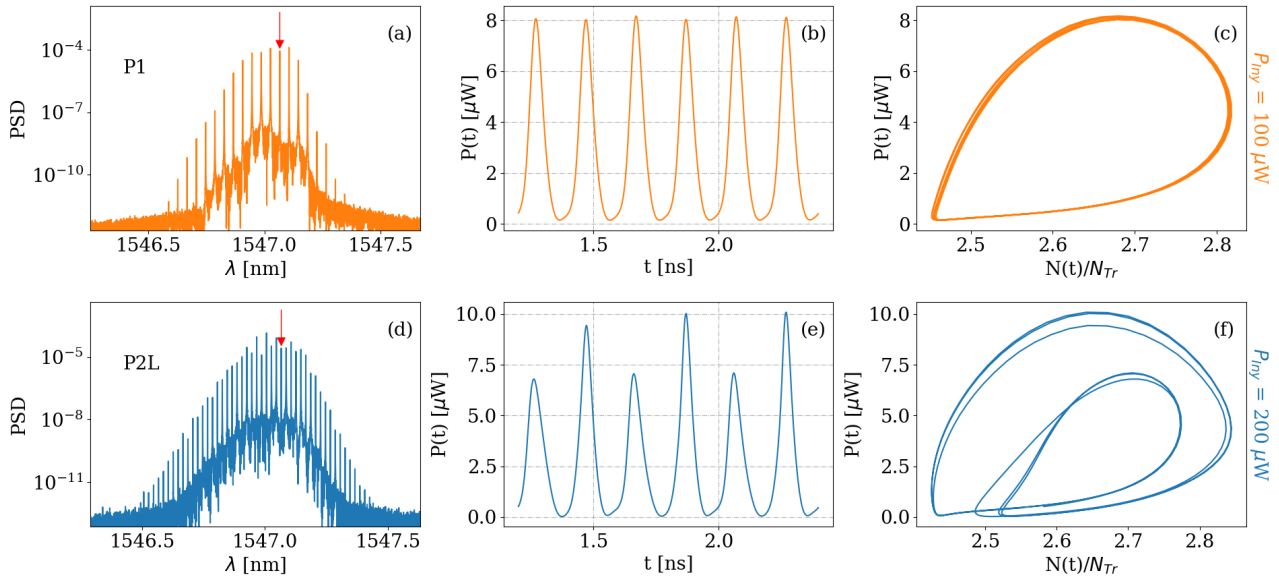 (a)
P1
PSD
10⁻⁴
10⁻⁷
10⁻¹⁰
1546.5
1547.0
1547.5
λ [nm]
(b)
P(t) [μW]
8
6
4
2
0
1.5
2.0
t [ns]
(c)
P(t) [μW]
8
6
4
2
0
2.5
2.6
2.7
2.8
N(t)/N_Tr
P_Iny = 100 μW
(d)
P2L
PSD
10⁻⁵
10⁻⁸
10⁻¹¹
1546.5
1547.0
1547.5
λ [nm]
(e)
P(t) [μW]
10.0
7.5
5.0
2.5
0.0
1.5
2.0
t [ns]
(f)
P(t) [μW]
10.0
7.5
5.0
2.5
0.0
2.5
2.6
2.7
2.8
N(t)/N_Tr
P_Iny = 200 μW